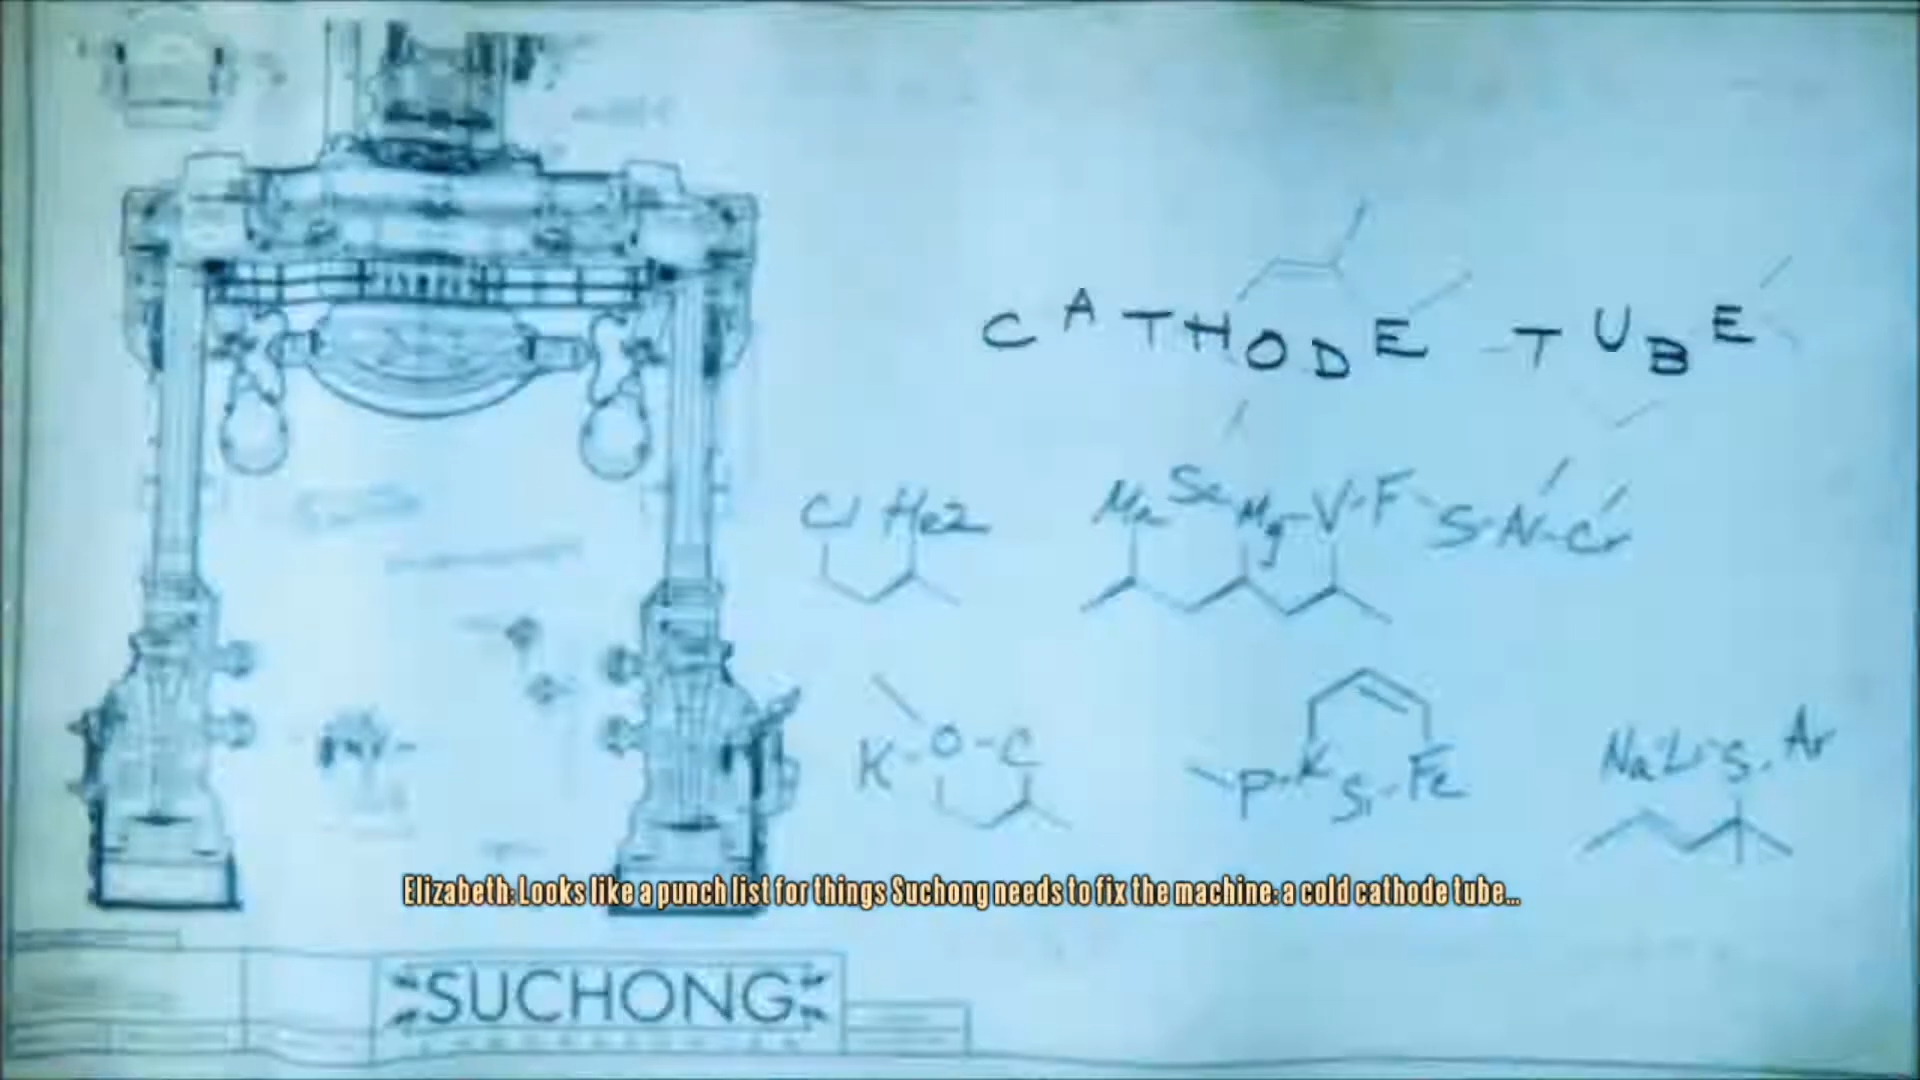 CATHODE TUBE
Cl He2
Mn Se Mg-V-F S-N-Cr
K-O-C
P-K Si-Fe
Na Li-S-Ar
Elizabeth: Looks like a punch list for things Suchong needs to fix the machine: a cold cathode tube...
SUCHONG